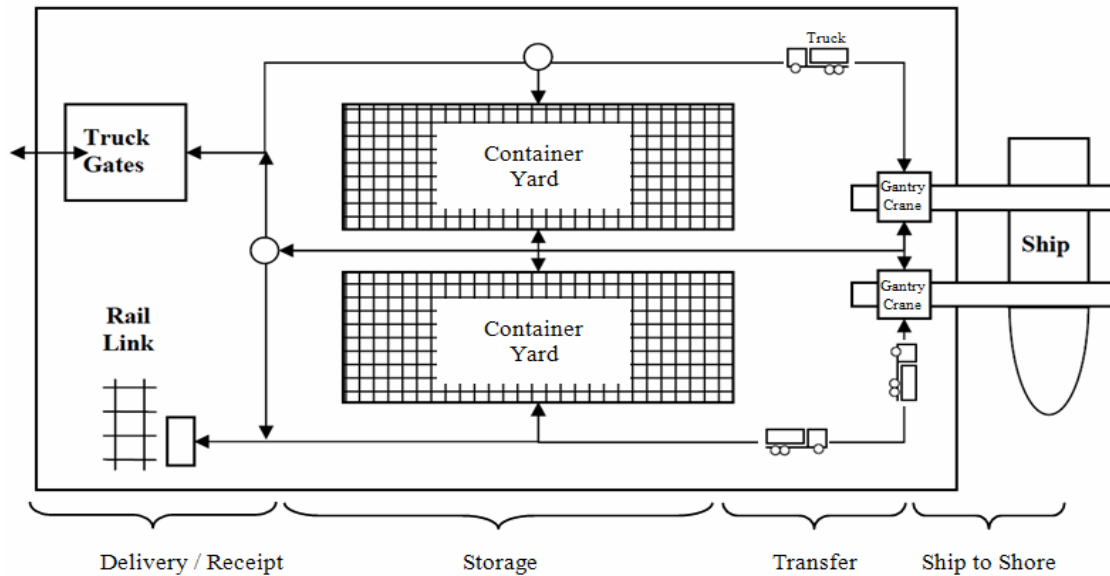 Truck
Truck
Gates
Container
Yard
Gantry
Crane
Ship
Gantry
Crane
Rail
Link
Container
Yard
Delivery / Receipt
Storage
Transfer
Ship to Shore